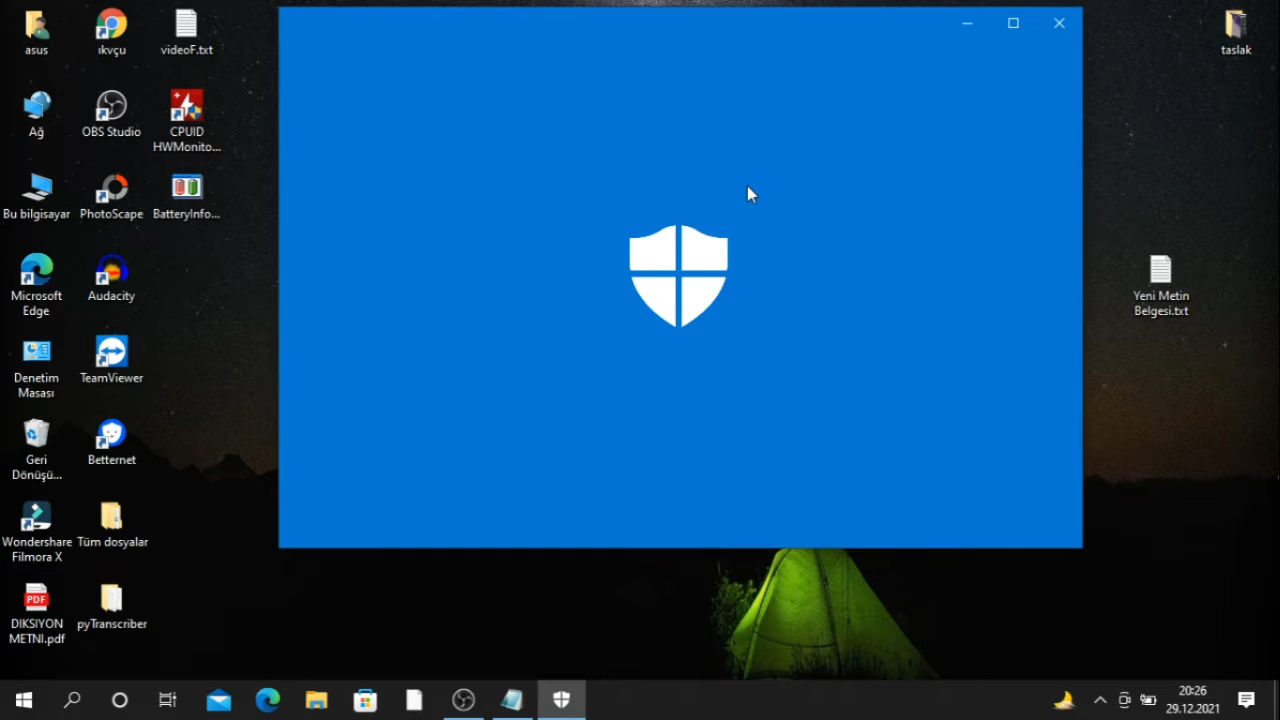 asus
ıkvçu
videoF.txt
taslak
Ağ
OBS Studio
CPUID
HWMonito...
Bu bilgisayar
PhotoScape
BatteryInfo...
Microsoft
Edge
Audacity
Yeni Metin
Belgesi.txt
Denetim
Masası
TeamViewer
Geri
Dönüşü...
Betternet
Wondershare
Filmora X
Tüm dosyalar
PDF
DIKSIYON
METNI.pdf
pyTranscriber
20:26
29.12.2021